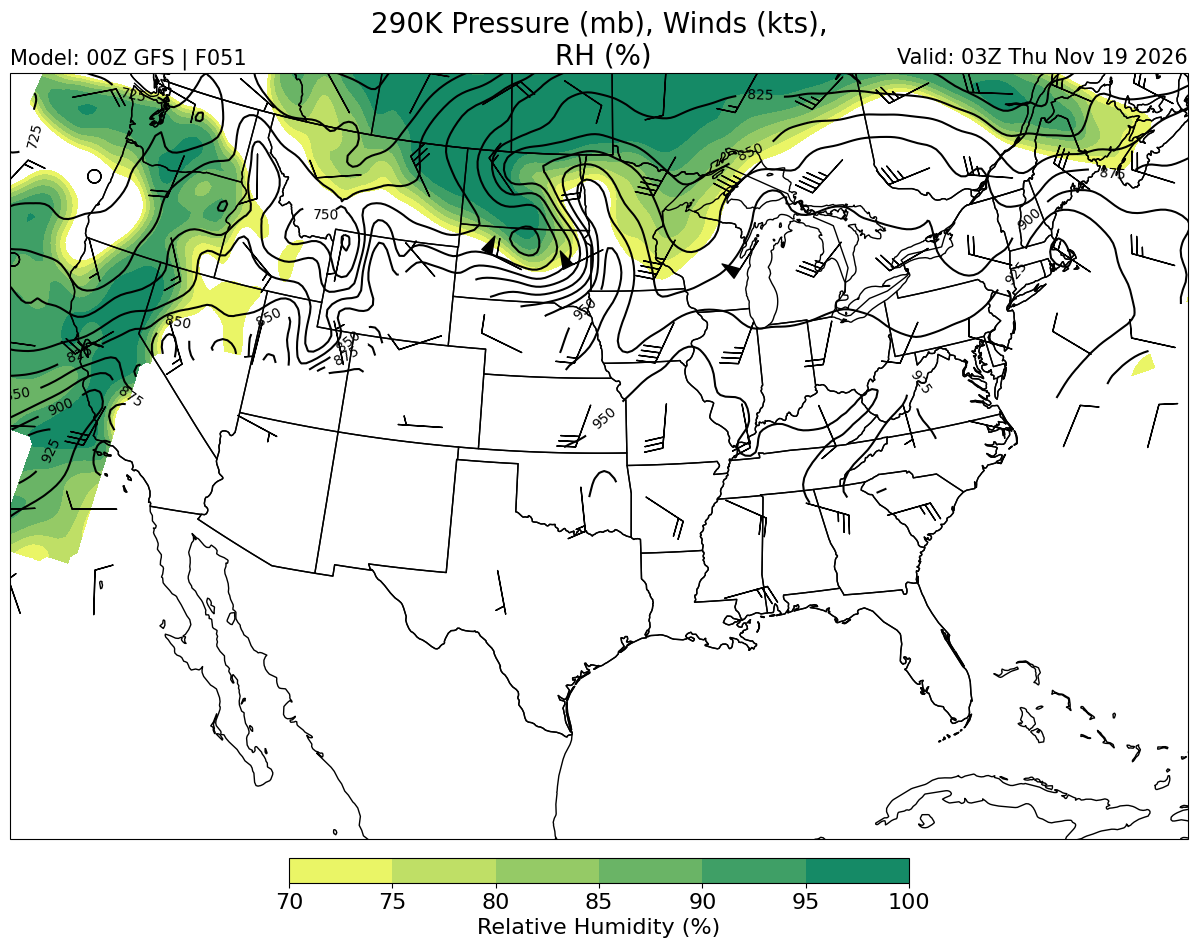 290K Pressure (mb), Winds (kts),
RH (%)
Model: 00Z GFS | F051
Valid: 03Z Thu Nov 19 2026
725
725
825
850
875
750
900
850
850
950
850
875
875
900
925
950
925
70 75 80 85 90 95 100
Relative Humidity (%)